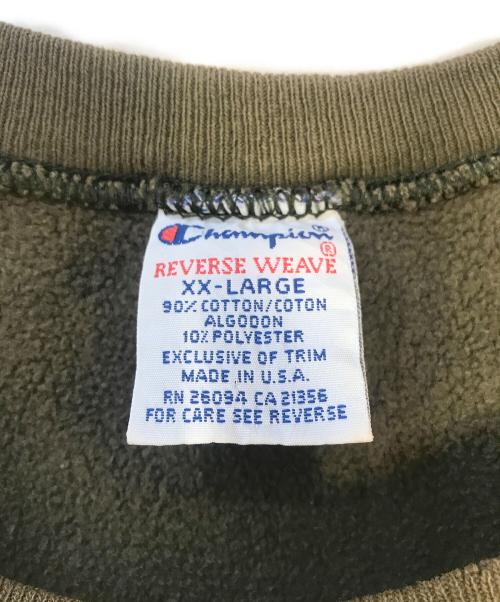 Champion
®
REVERSE WEAVE
XX-LARGE
90% COTTON/COTON
ALGODON
10% POLYESTER
EXCLUSIVE OF TRIM
MADE IN U.S.A.
RN 26094 CA 21356
FOR CARE SEE REVERSE